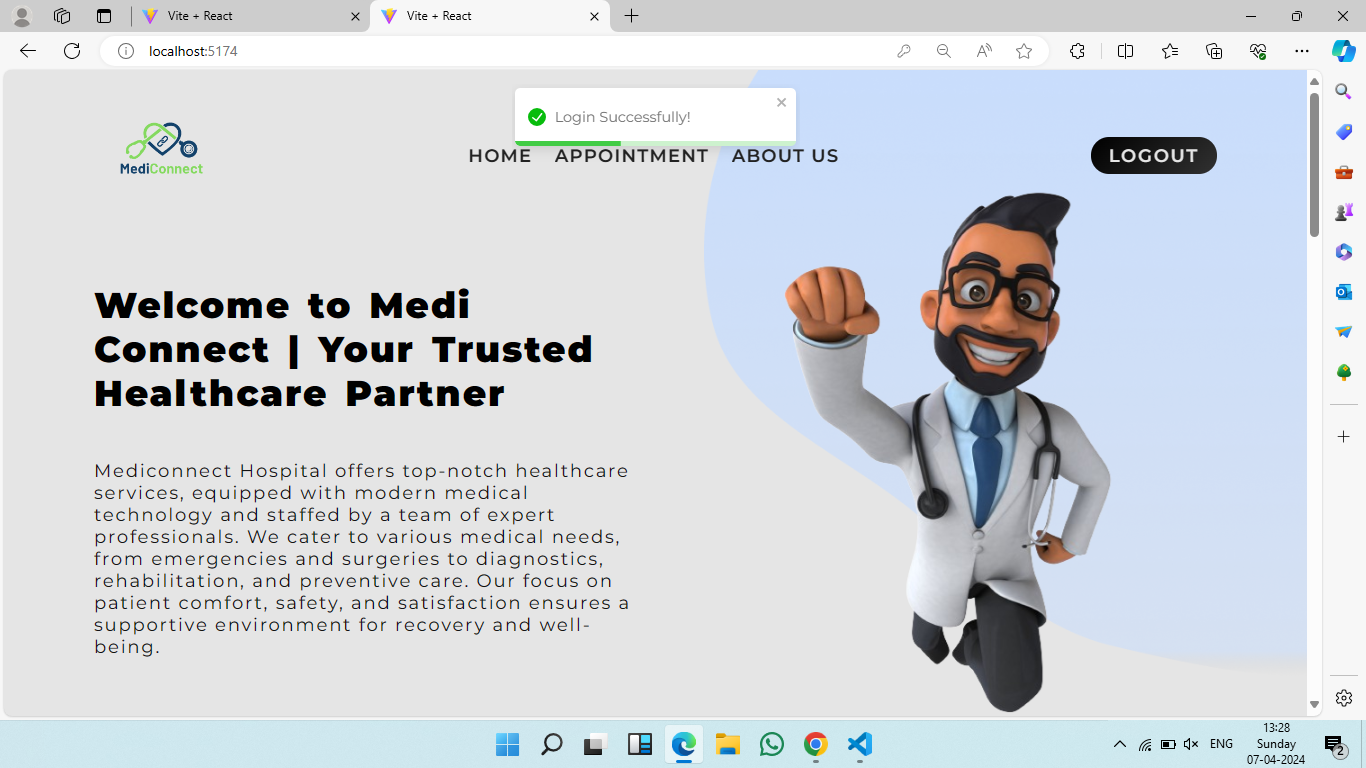 Vite + React
Vite + React
localhost:5174
Login Successfully!
MediConnect
HOME APPOINTMENT ABOUT US
LOGOUT
Welcome to Medi
Connect | Your Trusted
Healthcare Partner
Mediconnect Hospital offers top-notch healthcare
services, equipped with modern medical
technology and staffed by a team of expert
professionals. We cater to various medical needs,
from emergencies and surgeries to diagnostics,
rehabilitation, and preventive care. Our focus on
patient comfort, safety, and satisfaction ensures a
supportive environment for recovery and well-
being.
ENG
13:28
Sunday
07-04-2024
2